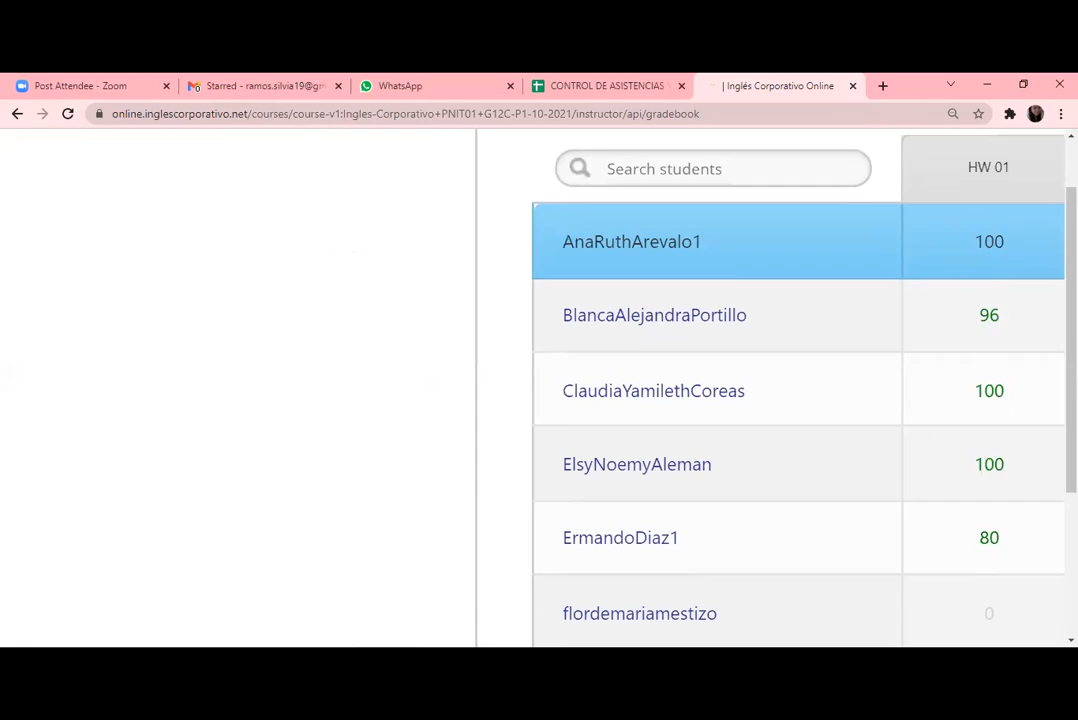 Post Attendee - Zoom
Starred - ramos.silvia19@gm
WhatsApp
CONTROL DE ASISTENCIAS
| Inglés Corporativo Online
online.inglescorporativo.net/courses/course-v1:Ingles-Corporativo+PNIT01+G12C-P1-10-2021/instructor/api/gradebook
Search students
HW 01
AnaRuthArevalo1 100
BlancaAlejandraPortillo 96
ClaudiaYamilethCoreas 100
ElsyNoemyAleman 100
ErmandoDiaz1 80
flordemariamestizo 0